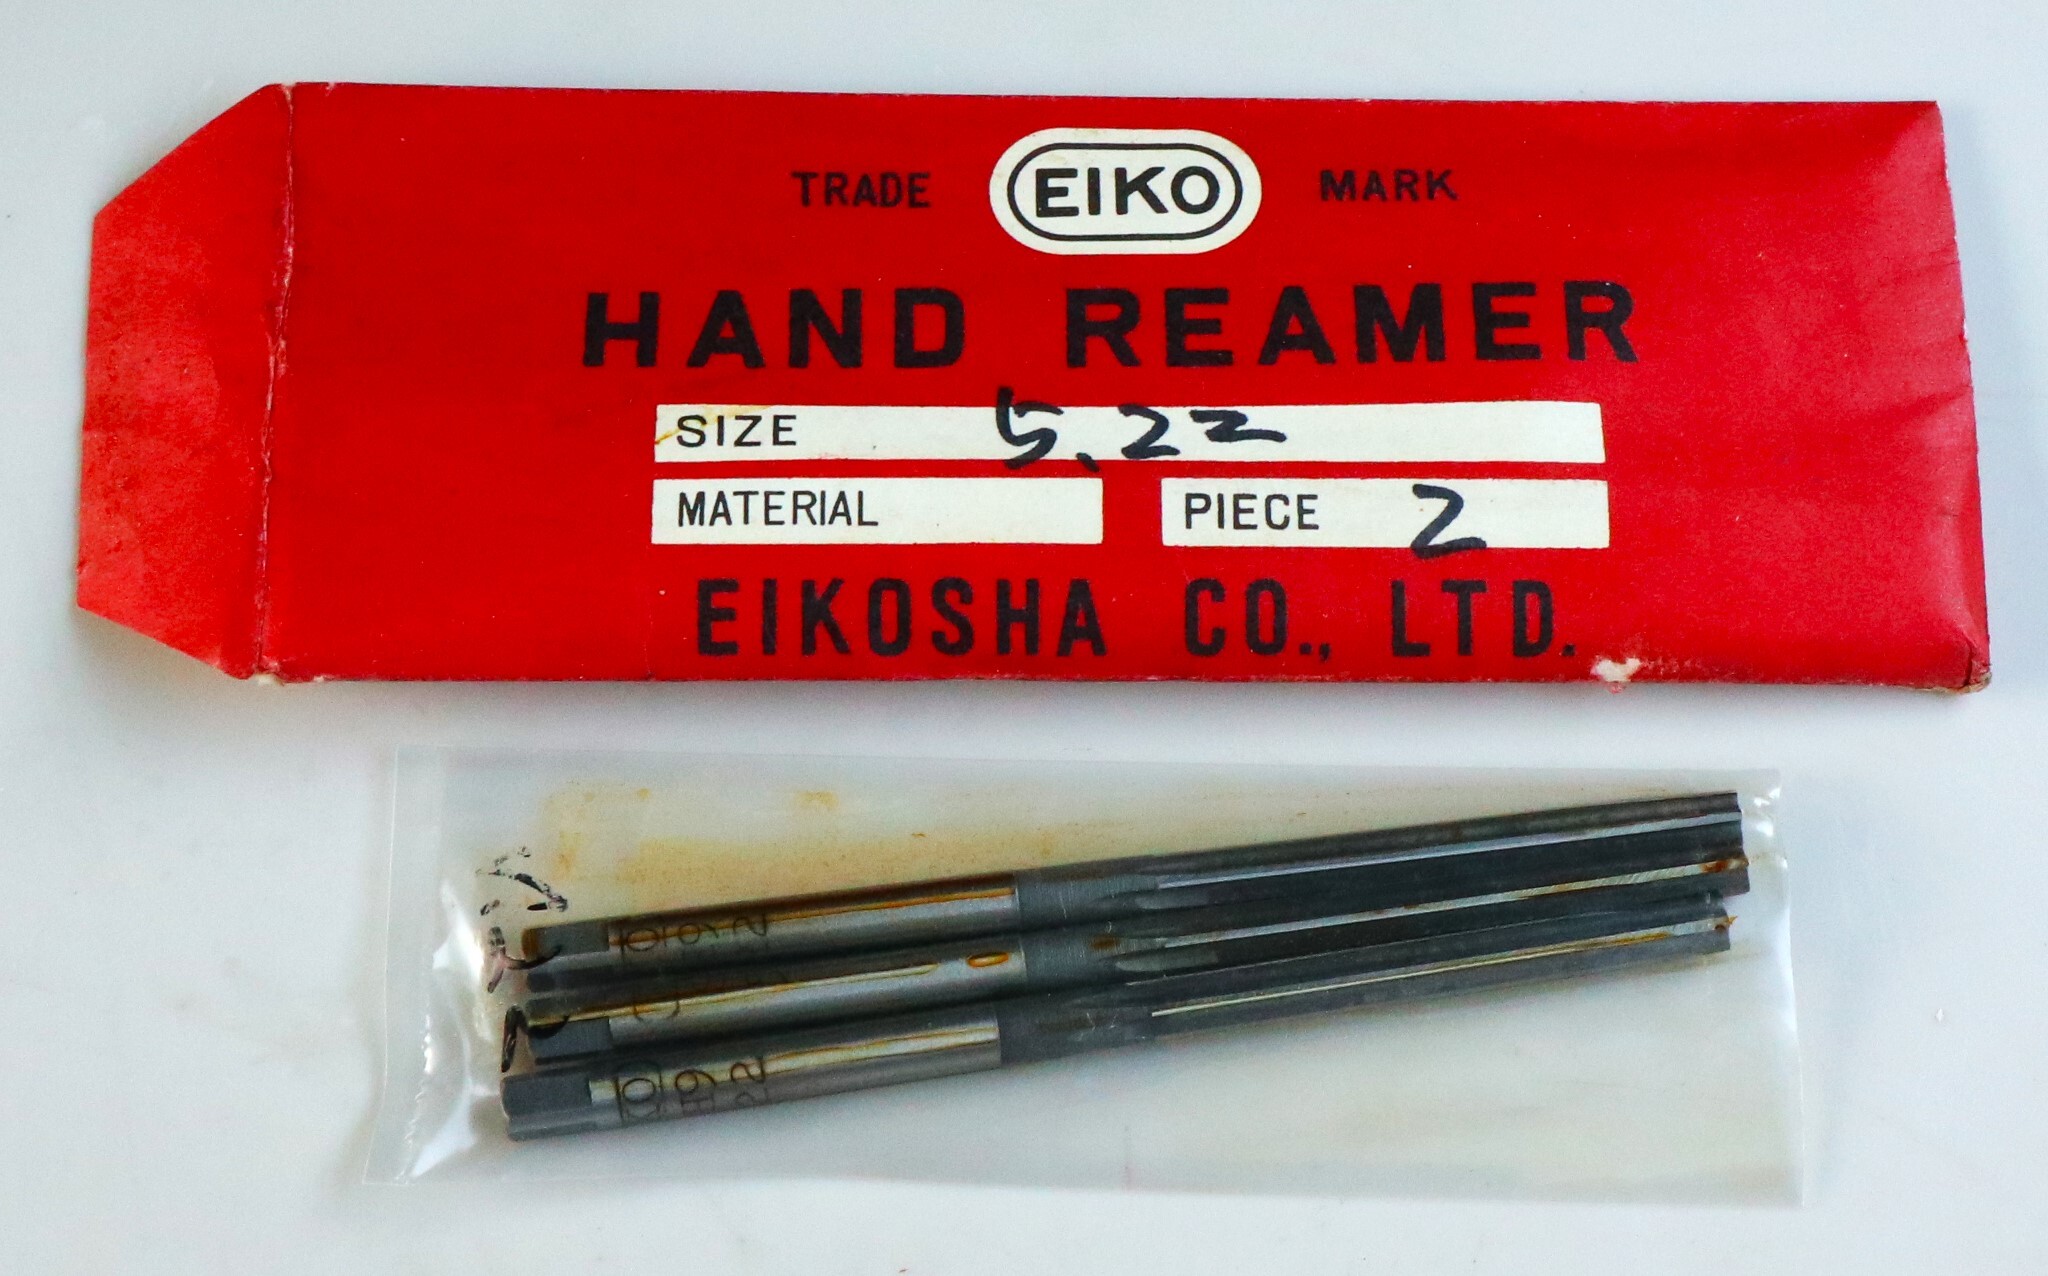 TRADE EIKO MARK
HAND REAMER
SIZE 5.22
MATERIAL
PIECE 2
EIKOSHA CO., LTD.